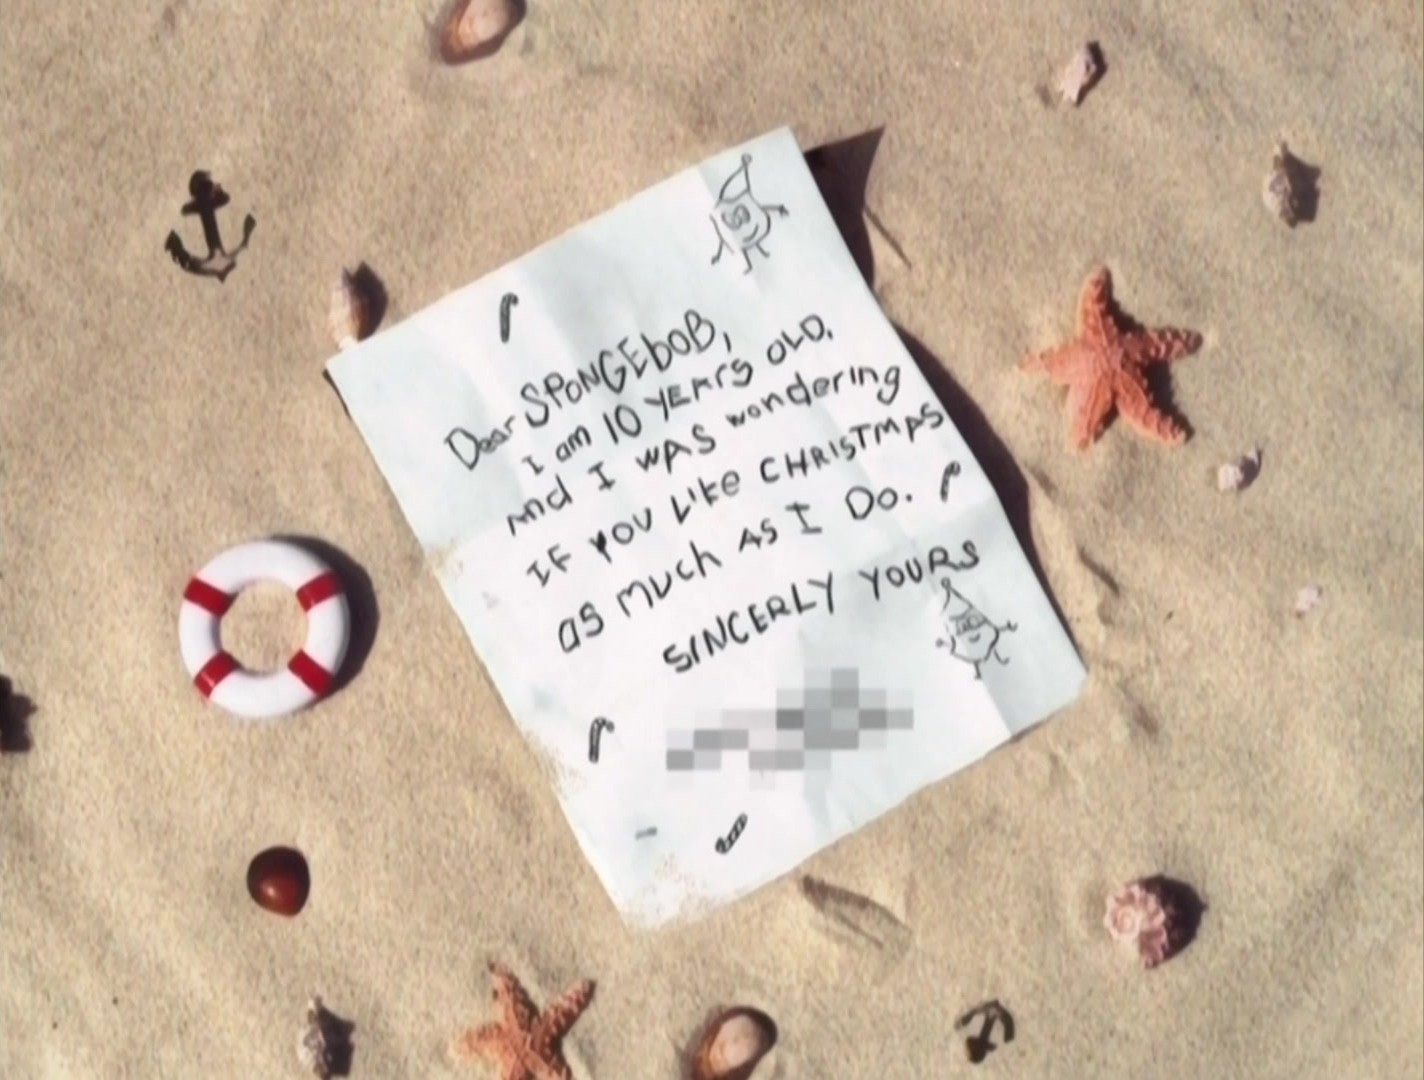 Dear SPONGEbOB,
I am 10 YEArS OLD.
And I WAS wondering
IF YOU LIKe CHRISTMAS
as MUCh AS I DO.
SINCERLY YOURS